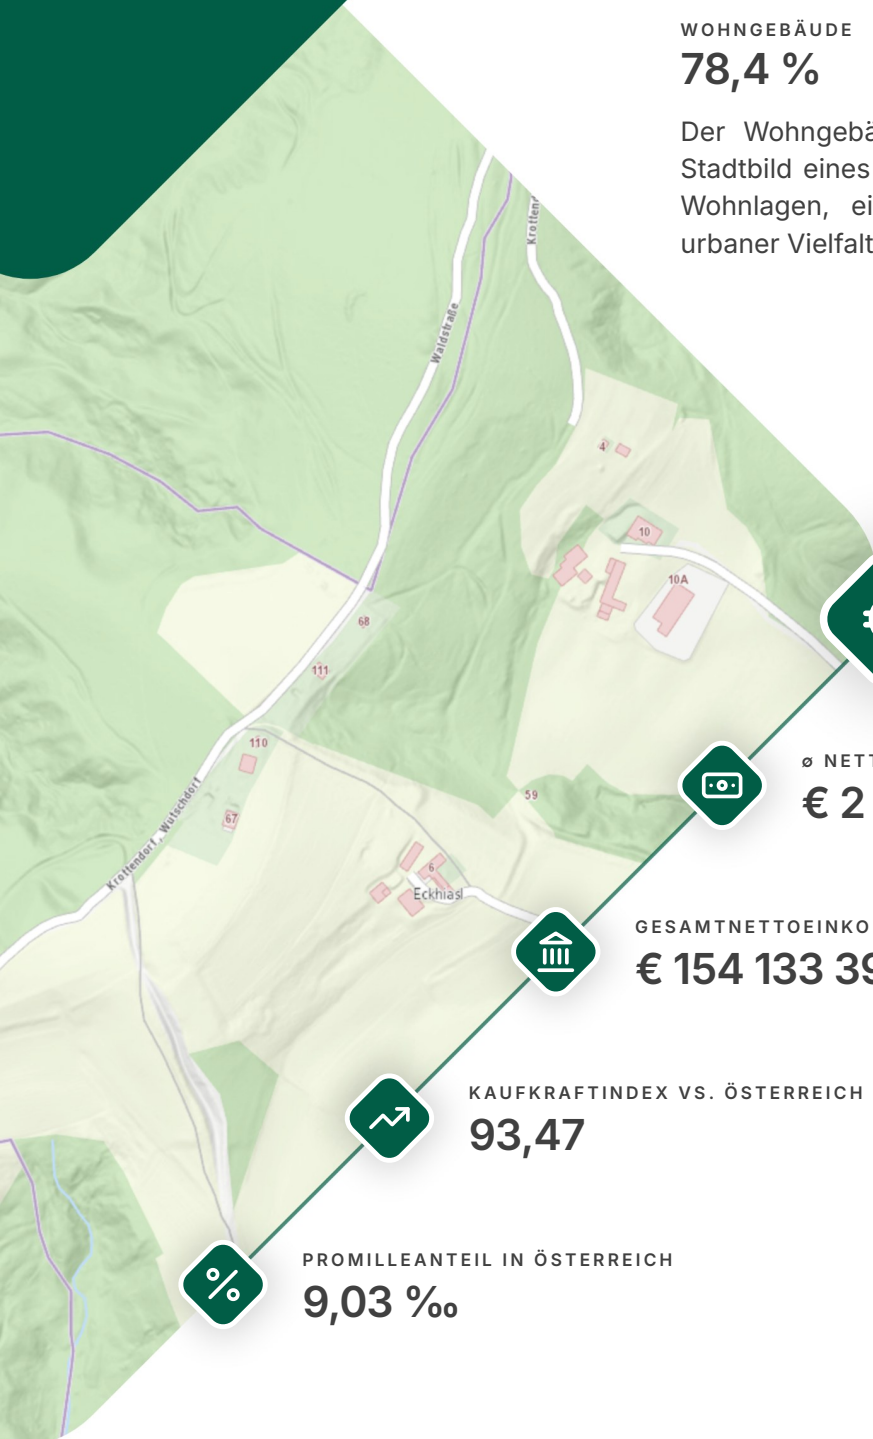 WOHNGEBÄUDE
78,4 %
Der Wohngebä
Stadtbild eines
Wohnlagen, ei
urbaner Vielfalt
Krottend
Waldstraße
4
10
10A
68
111
110
67
Krottendorf, Wutschdorf
59
6
Eckhiasl
ø NETT
€ 2
GESAMTNETTOEINKO
€ 154 133 39
KAUFKRAFTINDEX VS. ÖSTERREICH
93,47
PROMILLEANTEIL IN ÖSTERREICH
9,03 ‰